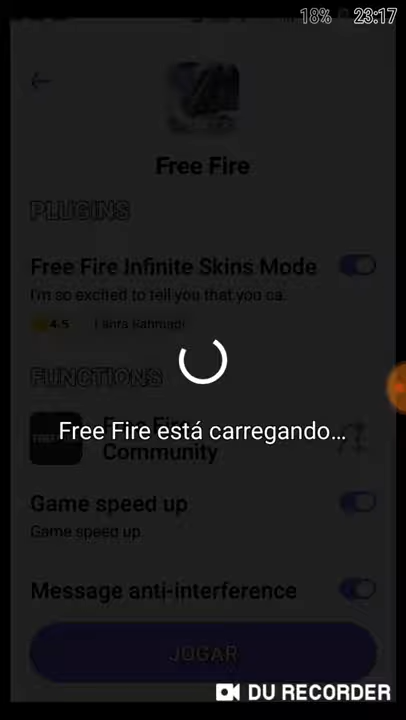 18% 23:17
Free Fire
PLUGINS
Free Fire Infinite Skins Mode
I'm so excited to tell you that you ca.
4.5
FUNCTIONS
Free Fire está carregando...
Free Fire
Community
Game speed up
Game speed up
Message anti-interference
JOGAR
DU RECORDER